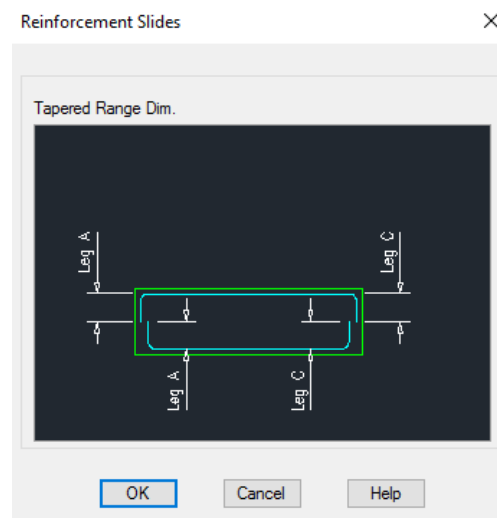 Reinforcement Slides
Tapered Range Dim.
Leg A
Leg C
Leg A
Leg C
OK
Cancel
Help